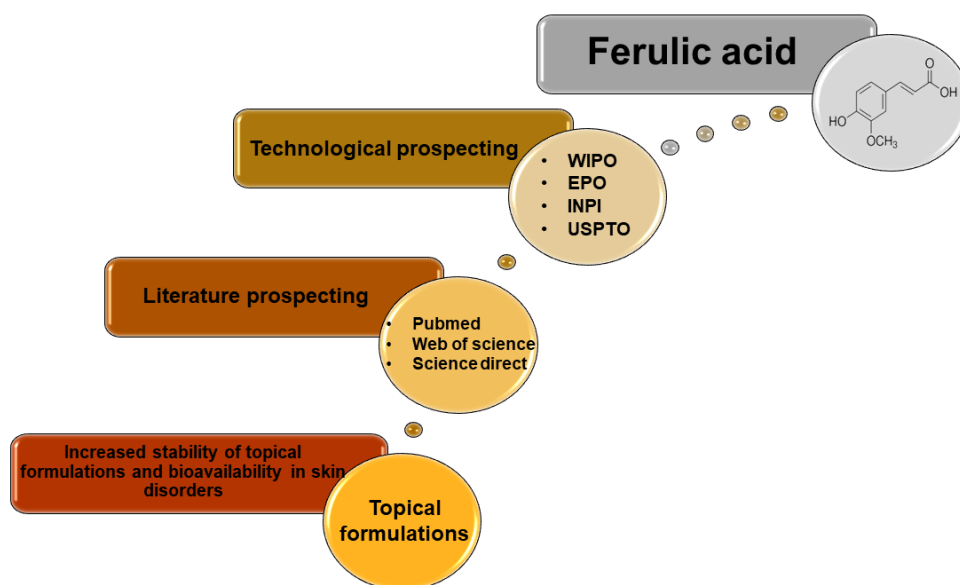 Ferulic acid
O
OH
HO
OCH3
Technological prospecting
• WIPO
• EPO
• INPI
• USPTO
Literature prospecting
• Pubmed
• Web of science
• Science direct
Increased stability of topical
formulations and bioavailability in skin
disorders
Topical
formulations